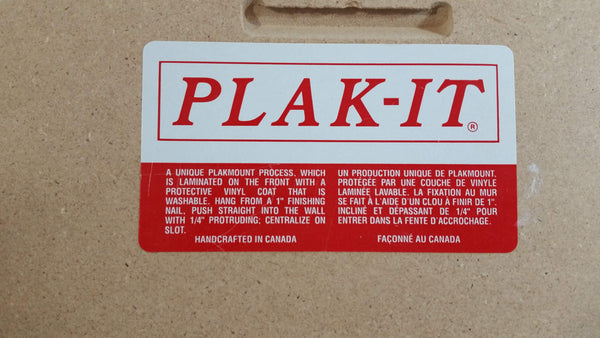 PLAK-IT®
A UNIQUE PLAKMOUNT PROCESS, WHICH
IS LAMINATED ON THE FRONT WITH A
PROTECTIVE VINYL COAT THAT IS
WASHABLE. HANG FROM A 1" FINISHING
NAIL, PUSH STRAIGHT INTO THE WALL
WITH 1/4" PROTRUDING; CENTRALIZE ON
SLOT.
HANDCRAFTED IN CANADA
UN PRODUCTION UNIQUE DE PLAKMOUNT,
PROTÉGÉE PAR UNE COUCHE DE VINYLE
LAMINÉE LAVABLE. LA FIXATION AU MUR
SE FAIT À L'AIDE D'UN CLOU À FINIR DE 1".
INCLINÉ ET DÉPASSANT DE 1/4" POUR
ENTRER DANS LA FENTE D'ACCROCHAGE.
FAÇONNÉ AU CANADA